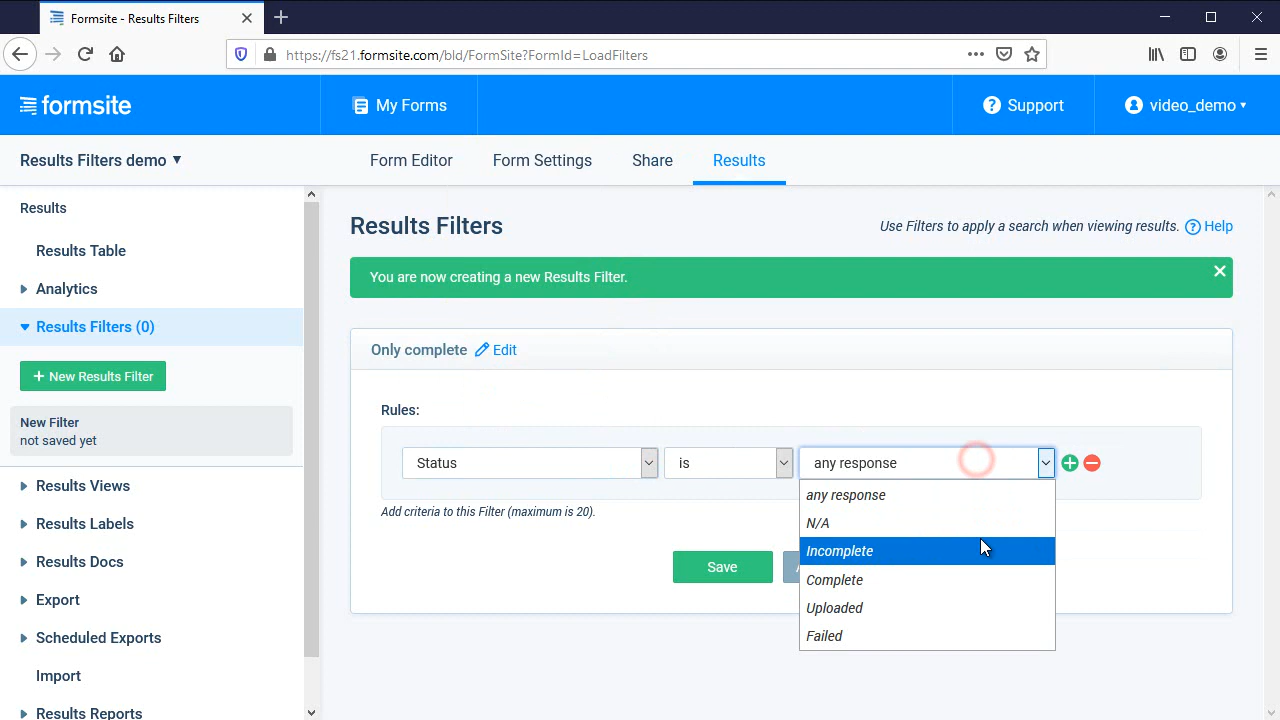 Formsite - Results Filters
https://fs21.formsite.com/bld/FormSite?FormId=LoadFilters
formsite
My Forms
Support
video_demo
Results Filters demo
Form Editor
Form Settings
Share
Results
Results
Results Table
Analytics
Results Filters (0)
+ New Results Filter
New Filter
not saved yet
Results Views
Results Labels
Results Docs
Export
Scheduled Exports
Import
Results Reports
Results Filters
Use Filters to apply a search when viewing results. ? Help
You are now creating a new Results Filter.
Only complete Edit
Rules:
Status is any response
any response
N/A
Incomplete
Complete
Uploaded
Failed
Add criteria to this Filter (maximum is 20).
Save